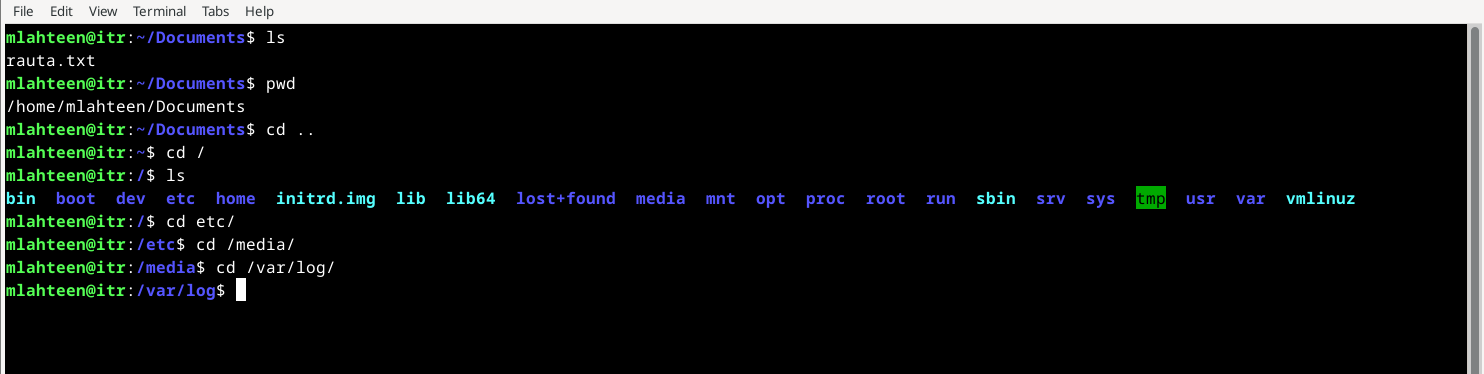 File Edit View Terminal Tabs Help
mlahteen@itr:~/Documents$ ls
rauta.txt
mlahteen@itr:~/Documents$ pwd
/home/mlahteen/Documents
mlahteen@itr:~/Documents$ cd ..
mlahteen@itr:~$ cd /
mlahteen@itr:/$ ls
bin boot dev etc home initrd.img lib lib64 lost+found media mnt opt proc root run sbin srv sys tmp usr var vmlinuz
mlahteen@itr:/$ cd etc/
mlahteen@itr:/etc$ cd /media/
mlahteen@itr:/media$ cd /var/log/
mlahteen@itr:/var/log$